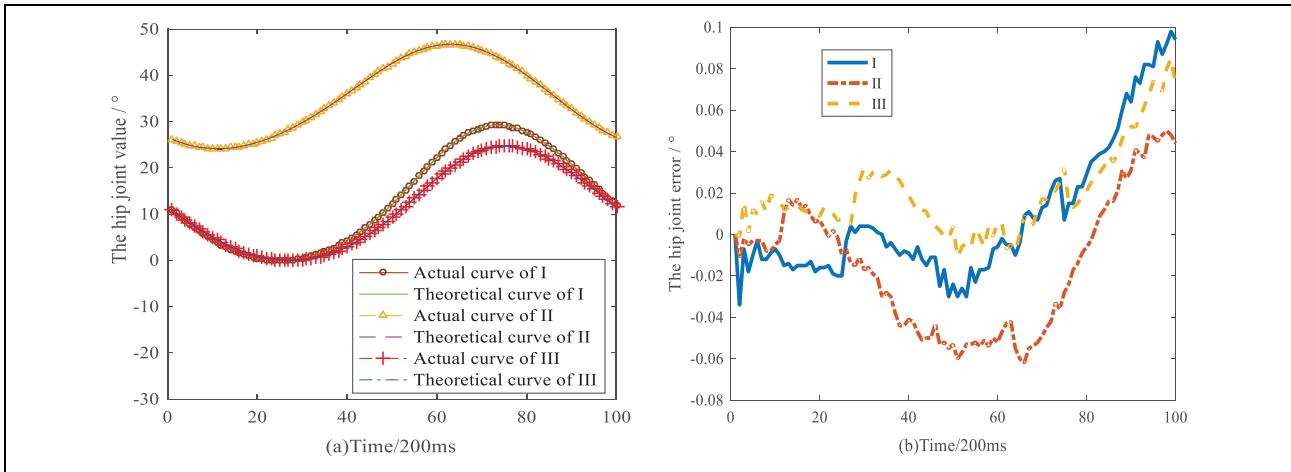 The hip joint value / °
50
40
30
20
10
0
-10
-20
-30
0
20
40
60
80
100
Actual curve of I
Theoretical curve of I
Actual curve of II
Theoretical curve of II
Actual curve of III
Theoretical curve of III
(a)Time/200ms
The hip joint error / °
0.1
0.08
0.06
0.04
0.02
0
-0.02
-0.04
-0.06
-0.08
0
20
40
60
80
100
I
II
III
(b)Time/200ms